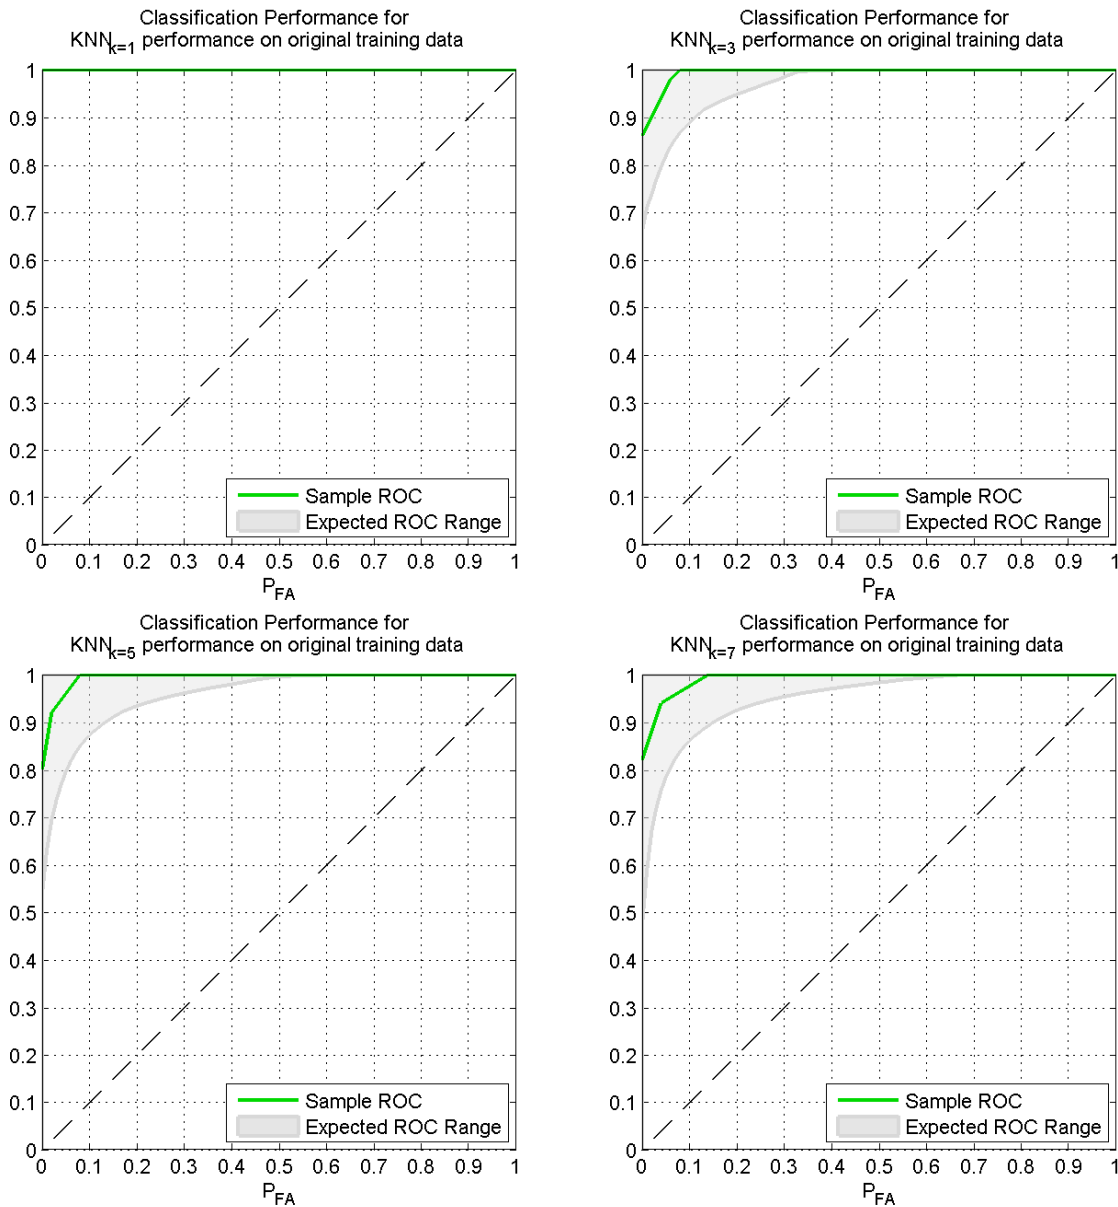 Classification Performance for
KNN_k=1 performance on original training data
1
0.9
0.8
0.7
0.6
0.5
0.4
0.3
0.2
0.1
0
Sample ROC
Expected ROC Range
0 0.1 0.2 0.3 0.4 0.5 0.6 0.7 0.8 0.9 1
P_FA
Classification Performance for
KNN_k=3 performance on original training data
1
0.9
0.8
0.7
0.6
0.5
0.4
0.3
0.2
0.1
0
Sample ROC
Expected ROC Range
0 0.1 0.2 0.3 0.4 0.5 0.6 0.7 0.8 0.9 1
P_FA
Classification Performance for
KNN_k=5 performance on original training data
1
0.9
0.8
0.7
0.6
0.5
0.4
0.3
0.2
0.1
0
Sample ROC
Expected ROC Range
0 0.1 0.2 0.3 0.4 0.5 0.6 0.7 0.8 0.9 1
P_FA
Classification Performance for
KNN_k=7 performance on original training data
1
0.9
0.8
0.7
0.6
0.5
0.4
0.3
0.2
0.1
0
Sample ROC
Expected ROC Range
0 0.1 0.2 0.3 0.4 0.5 0.6 0.7 0.8 0.9 1
P_FA